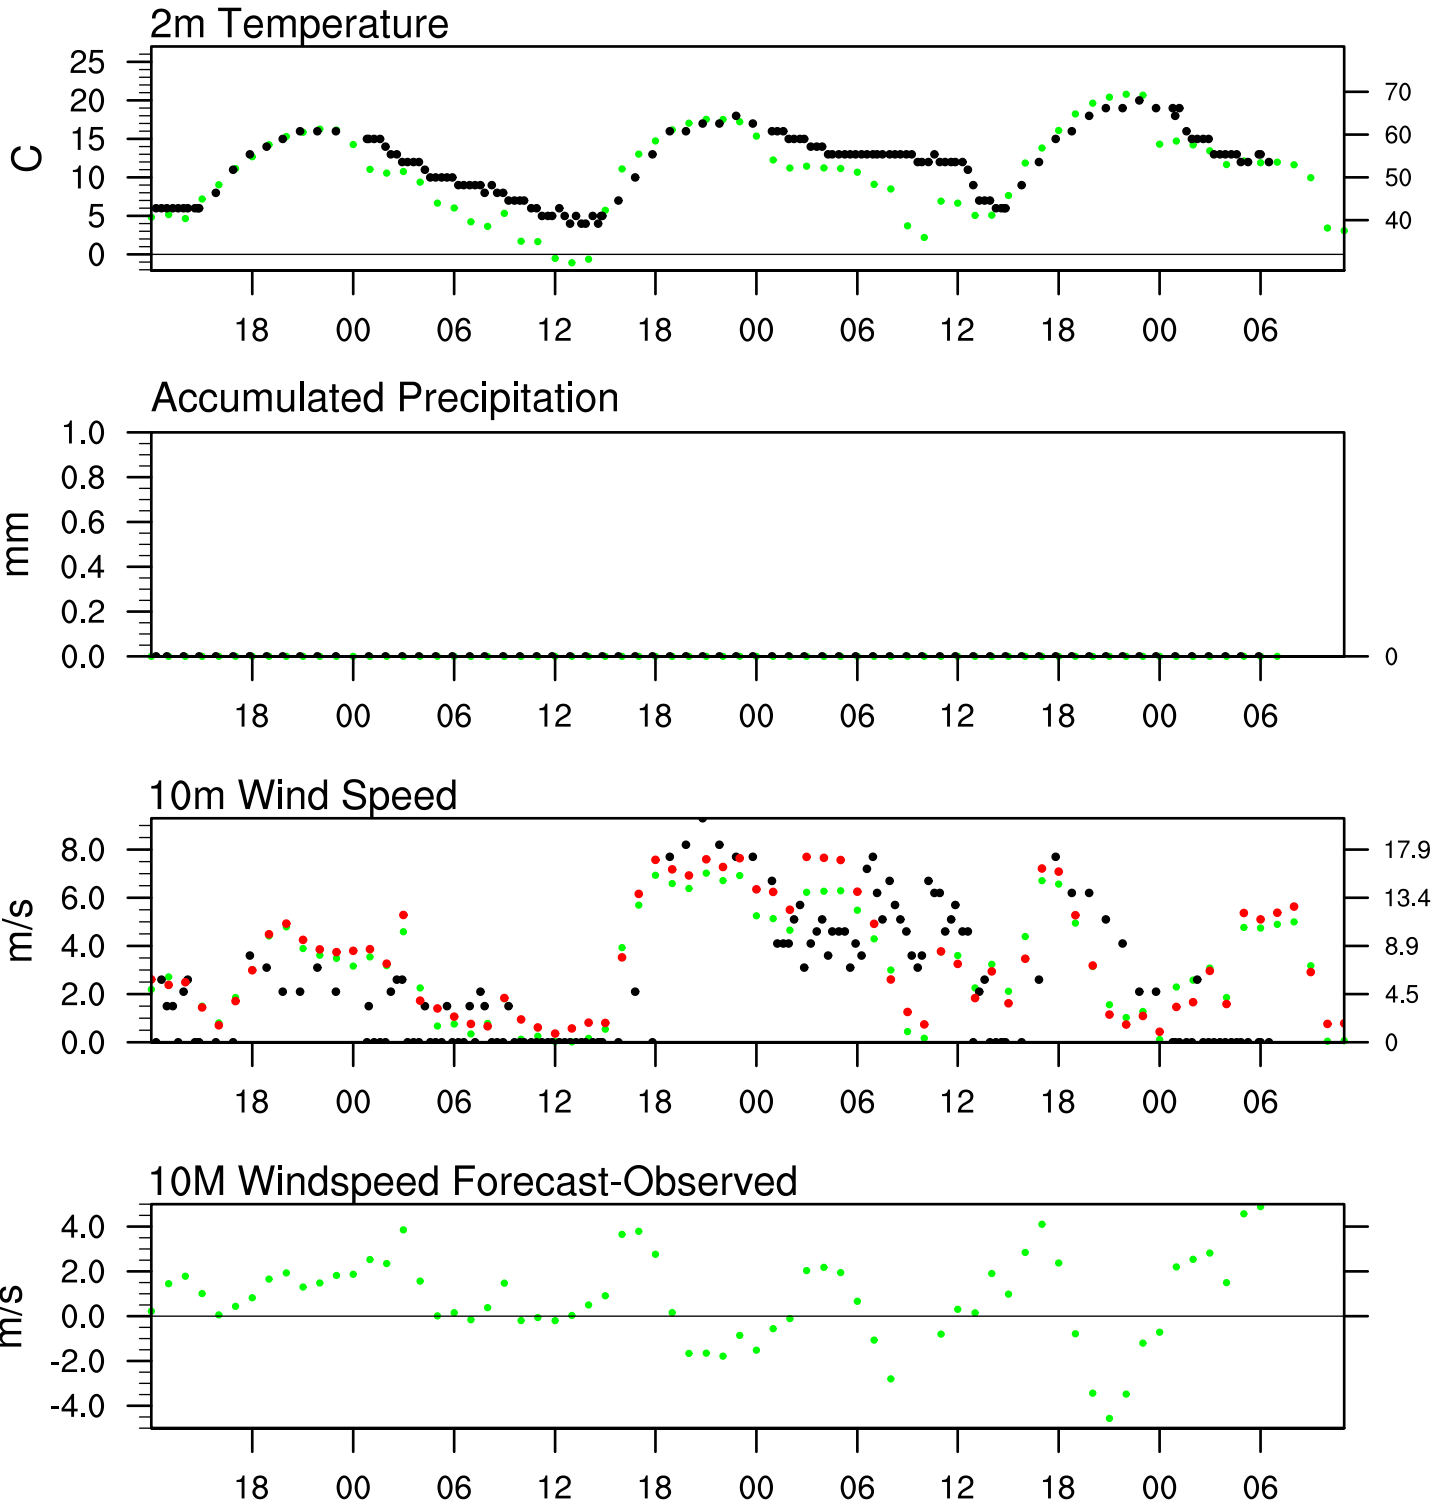 2m Temperature
25
20
15
10
5
0
C
70
60
50
40
18 00 06 12 18 00 06 12 18 00 06
Accumulated Precipitation
1.0
0.8
0.6
0.4
0.2
0.0
mm
0
18 00 06 12 18 00 06 12 18 00 06
10m Wind Speed
8.0
6.0
4.0
2.0
0.0
m/s
17.9
13.4
8.9
4.5
0
18 00 06 12 18 00 06 12 18 00 06
10M Windspeed Forecast-Observed
4.0
2.0
0.0
-2.0
-4.0
m/s
18 00 06 12 18 00 06 12 18 00 06